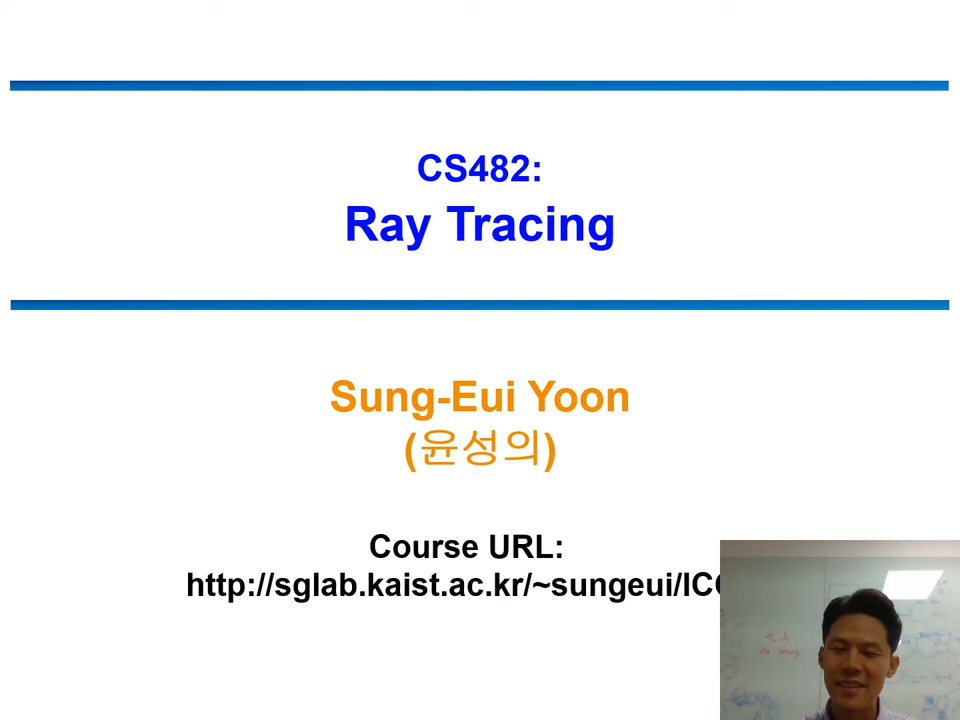 CS482:
Ray Tracing
Sung-Eui Yoon
(윤성의)
Course URL:
http://sglab.kaist.ac.kr/~sungeui/IC